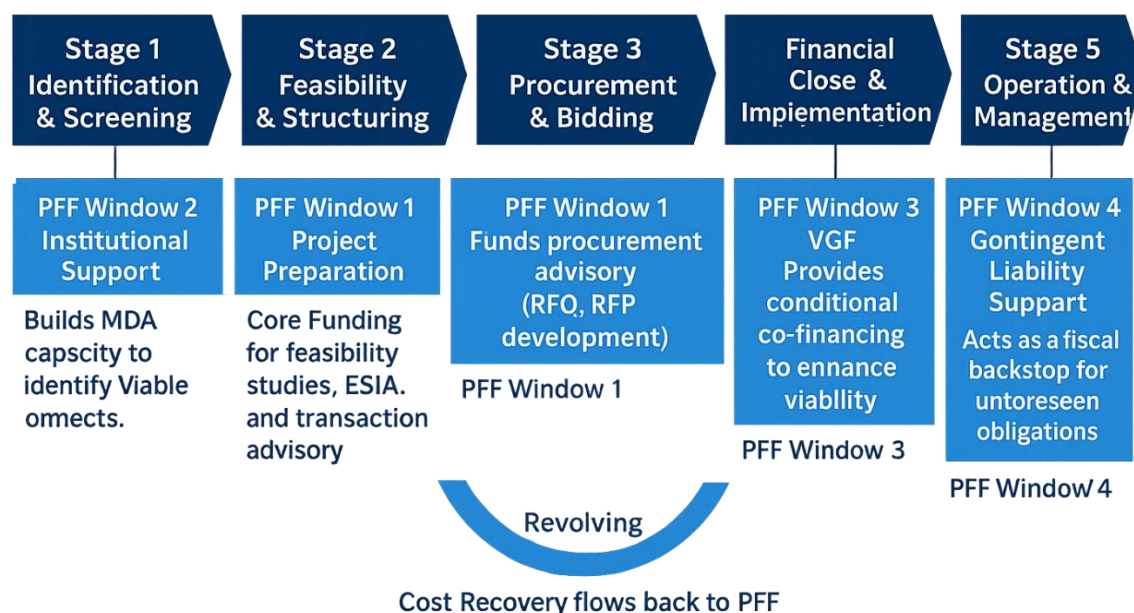 Stage 1
Identification
& Screening
Stage 2
Feasibility
& Structuring
Stage 3
Procurement
& Bidding
Financial
Close &
Implementation
Stage 5
Operation &
Management
PFF Window 2
Institutional
Support
Builds MDA
capscity to
identify Viable
omnects.
PFF Window 1
Project
Preparation
Core Funding
for feasibility
studies, ESIA.
and transaction
advisory
PFF Window 1
Funds procurement
advisory
(RFQ, RFP
development)
PFF Window 1
PFF Window 3
VGF
Provides
conditional
co-financing
to ennance
viabllity
PFF Window 3
PFF Window 4
Gontingent
Liability
Support
Acts as a fiscal
backstop for
untoreseen
obligations
PFF Window 4
Revolving
Cost Recovery flows back to PFF